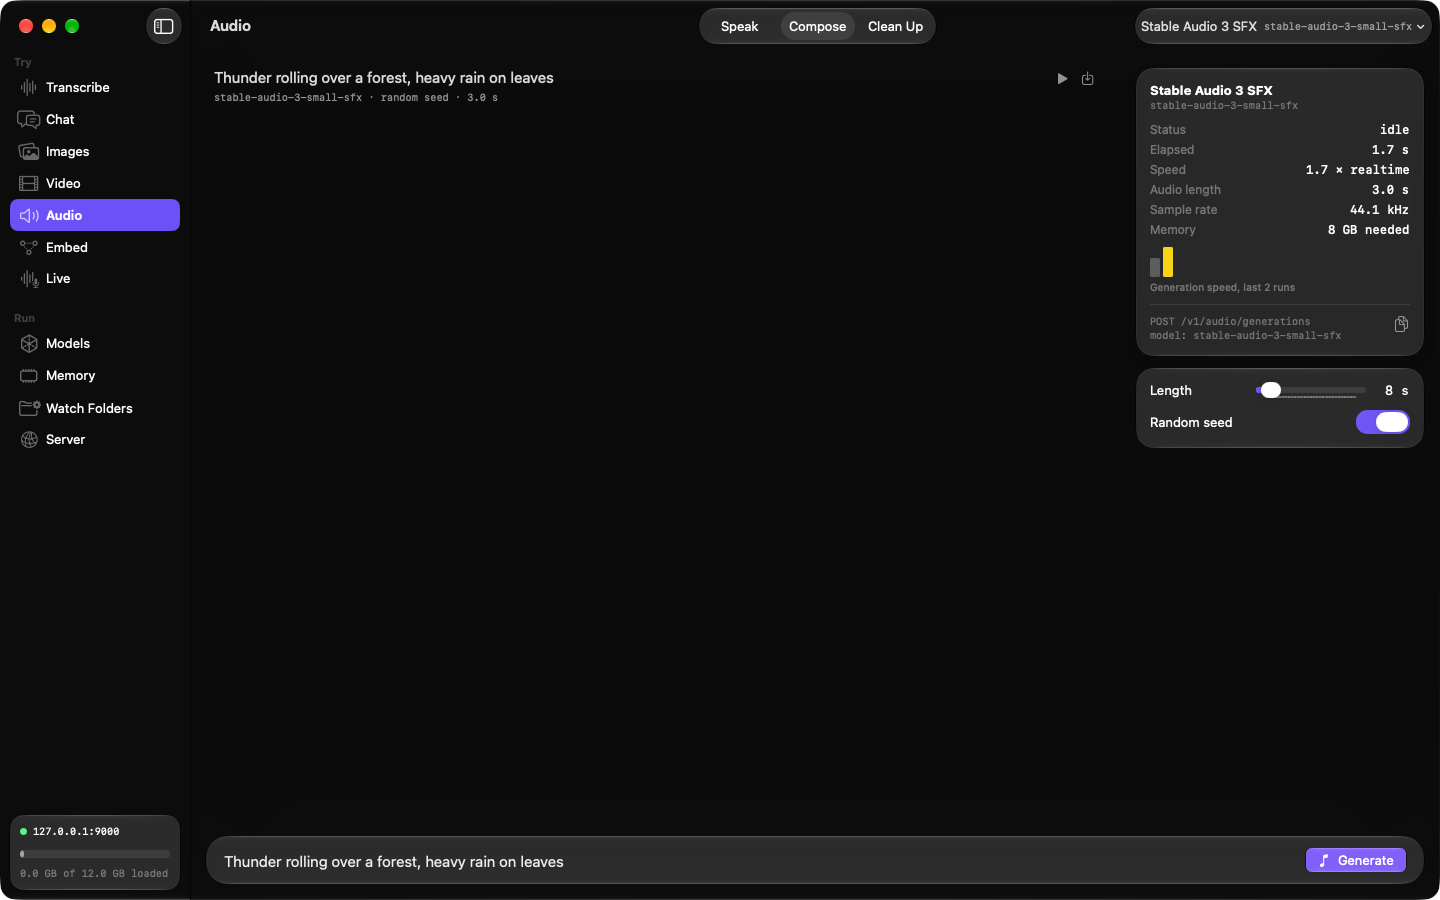 Audio
Speak
Compose
Clean Up
Stable Audio 3 SFX stable-audio-3-small-sfx
Try
Transcribe
Chat
Images
Video
Audio
Embed
Live
Run
Models
Memory
Watch Folders
Server
127.0.0.1:9000
0.0 GB of 12.0 GB loaded
Thunder rolling over a forest, heavy rain on leaves
stable-audio-3-small-sfx · random seed · 3.0 s
Stable Audio 3 SFX
stable-audio-3-small-sfx
Status idle
Elapsed 1.7 s
Speed 1.7 × realtime
Audio length 3.0 s
Sample rate 44.1 kHz
Memory 8 GB needed
Generation speed, last 2 runs
POST /v1/audio/generations
model: stable-audio-3-small-sfx
Length 8 s
Random seed
Thunder rolling over a forest, heavy rain on leaves
Generate